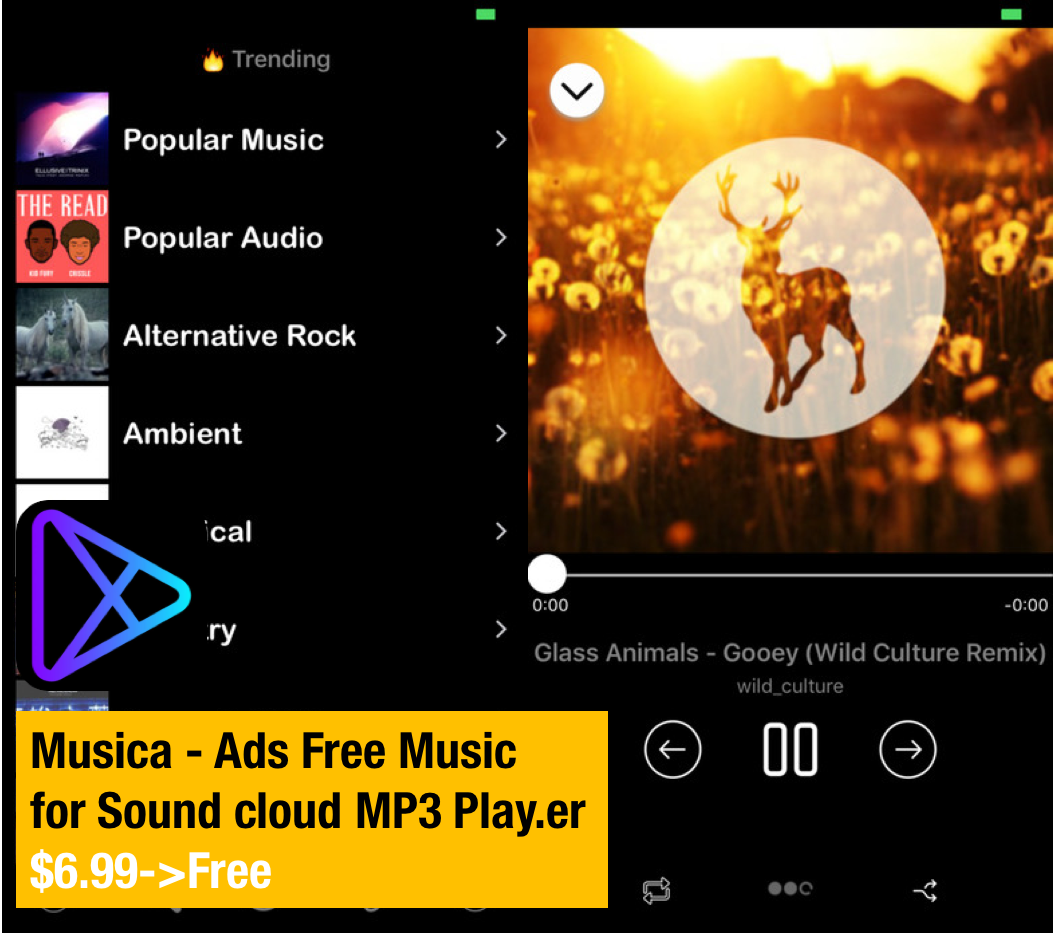 🔥 Trending
Popular Music
ELLUSIVE
THE READ
KID FURY CRISSLE
Popular Audio
Alternative Rock
Ambient
ical
ry
Musica - Ads Free Music
for Sound cloud MP3 Play.er
$6.99->Free
0:00 -0:00
Glass Animals - Gooey (Wild Culture Remix)
wild_culture